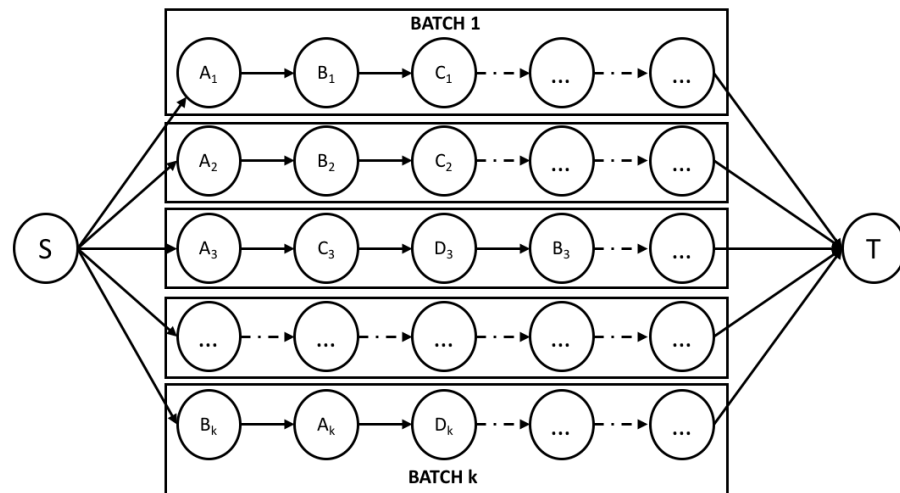 BATCH 1
A₁ B₁ C₁ ... ...
A₂ B₂ C₂ ... ...
S A₃ C₃ D₃ B₃ ... T
... ... ... ... ...
Bₖ Aₖ Dₖ ... ...
BATCH k